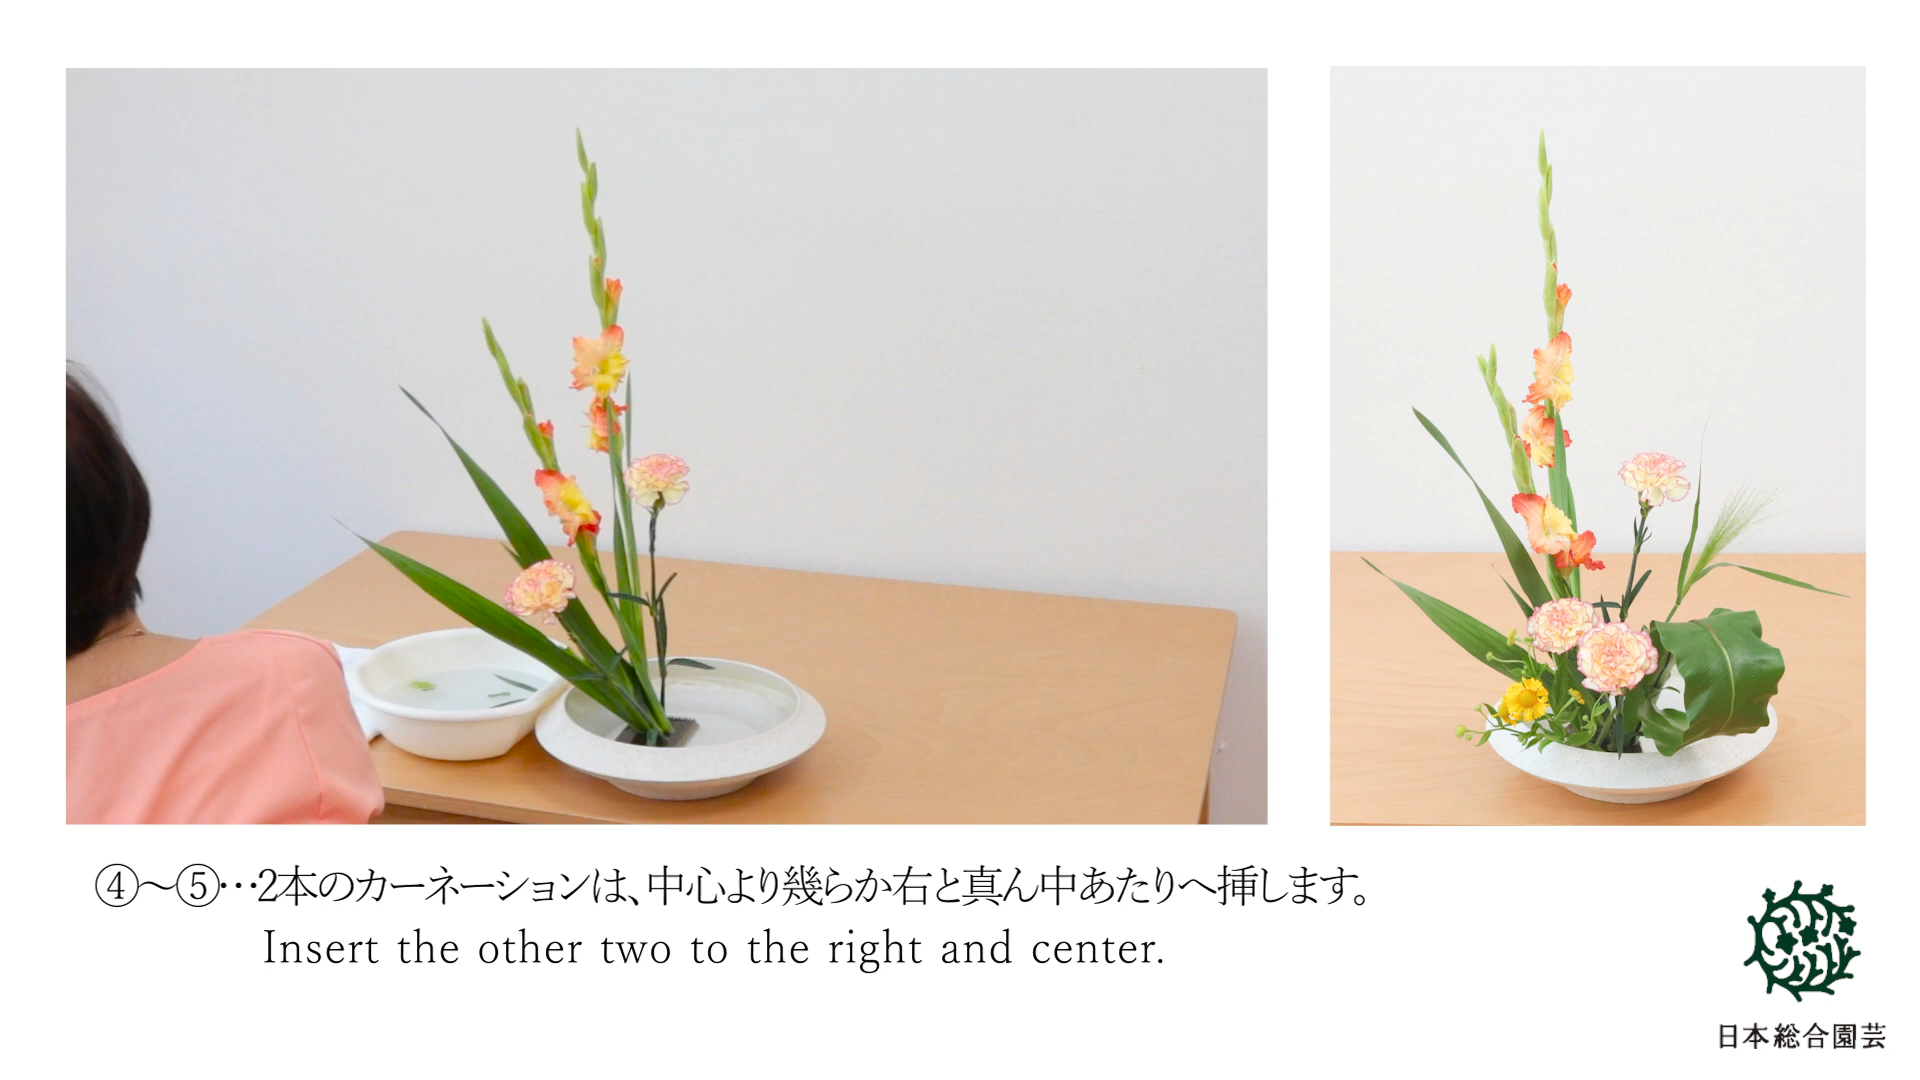 ④～⑤…2本のカーネーションは、中心より幾らか右と真ん中あたりへ挿します。
Insert the other two to the right and center.
日本総合園芸